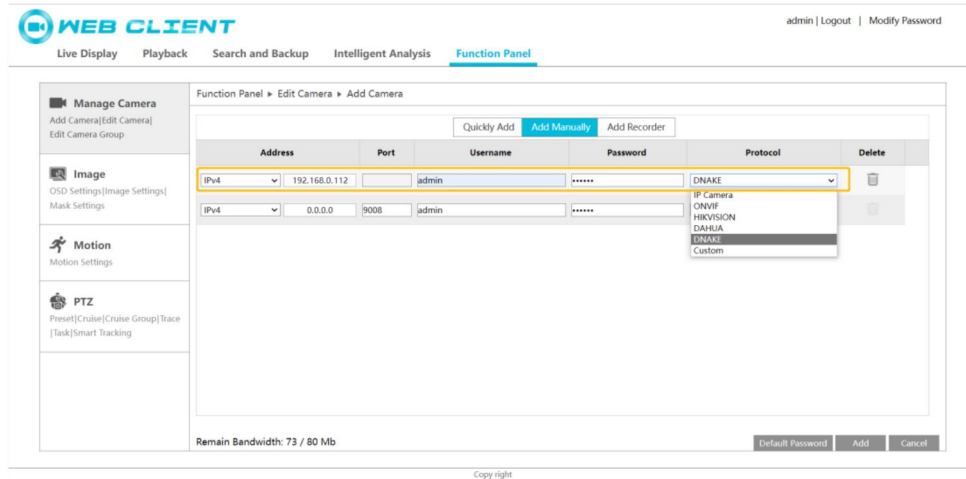 WEB CLIENT
admin | Logout | Modify Password
Live Display Playback Search and Backup Intelligent Analysis Function Panel
Manage Camera
Add Camera|Edit Camera|
Edit Camera Group
Image
OSD Settings|Image Settings|
Mask Settings
Motion
Motion Settings
PTZ
Preset|Cruise|Cruise Group|Trace
|Task|Smart Tracking
Function Panel ▸ Edit Camera ▸ Add Camera
Quickly Add Add Manually Add Recorder
Address Port Username Password Protocol Delete
IPv4 192.168.0.112 admin •••••• DNAKE
IPv4 0.0.0.0 9008 admin ••••••
IP Camera
ONVIF
HIKVISION
DAHUA
DNAKE
Custom
Remain Bandwidth: 73 / 80 Mb
Default Password Add Cancel
Copy right